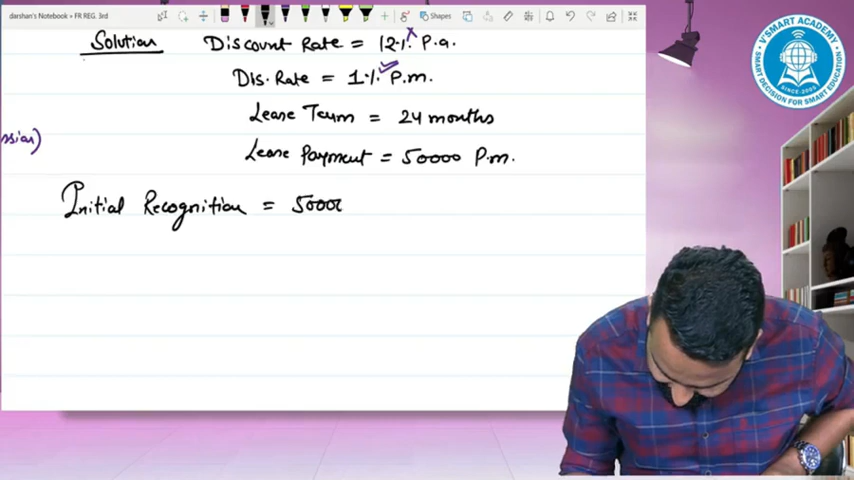 darshan's Notebook » FR REG. 3rd
Shapes
Solution Discount Rate = 12%. P.a.
Dis. Rate = 1%. P.m.
Lease Term = 24 months
ssion)
Lease Payment = 50000 P.m.
Initial Recognition = 5000
V'SMART ACADEMY
SMART DECISION FOR SMART EDUCATION
SINCE-2005